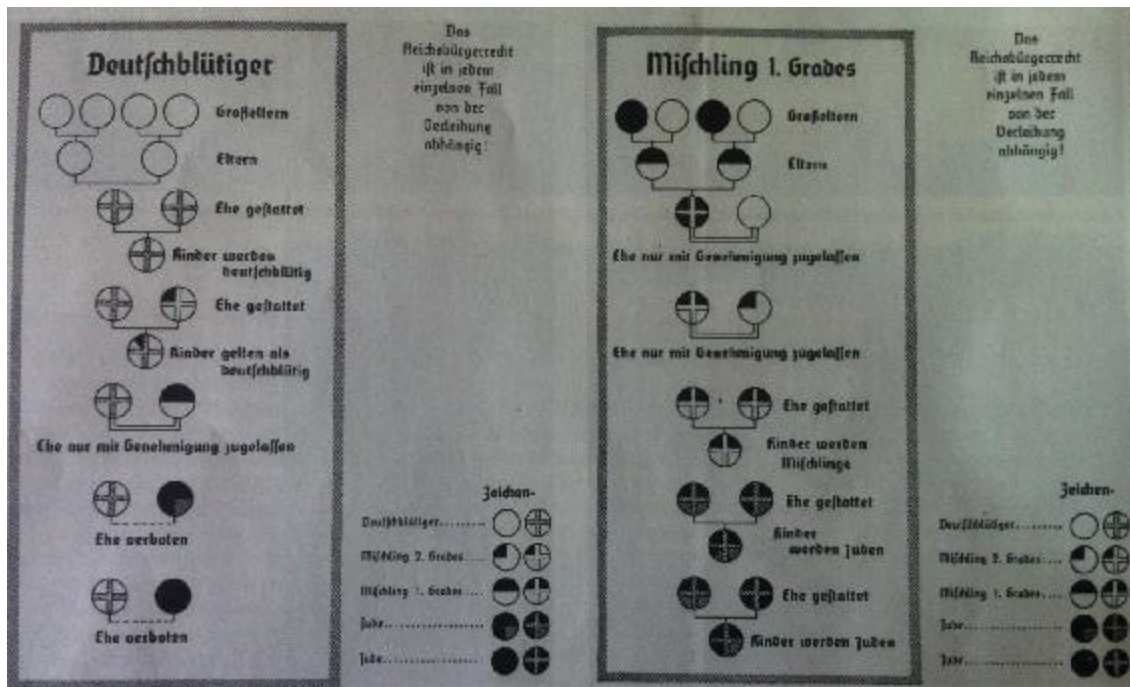 Deutschblütiger
Großeltern
Eltern
Ehe gestattet
Kinder werden
deutschblütig
Ehe gestattet
Kinder gelten als
deutschblütig
Ehe nur mit Genehmigung zugelassen
Ehe verboten
Ehe verboten
Das
Reichsbürgerrecht
ist in jedem
einzelnen Fall
von der
Verleihung
abhängig!
Zeichen-
Deutschblütiger.........
Mischling 2. Grades....
Mischling 1. Grades.....
Jude.................
Jude.................
Mischling 1. Grades
Großeltern
Eltern
Ehe nur mit Genehmigung zugelassen
Ehe nur mit Genehmigung zugelassen
Ehe gestattet
Kinder werden
Mischlinge
Ehe gestattet
Kinder
werden Juden
Ehe gestattet
Kinder werden Juden
Das
Reichsbürgerrecht
ist in jedem
einzelnen Fall
von der
Verleihung
abhängig!
Zeichen-
Deutschblütiger.........
Mischling 2. Grades....
Mischling 1. Grades....
Jude.................
Jude.................